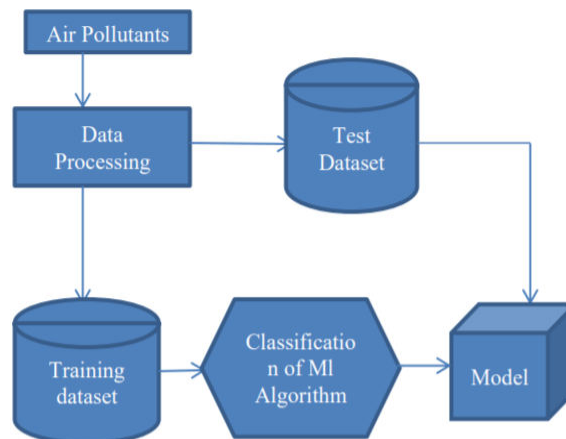 Air Pollutants
Data
Processing
Test
Dataset
Training
dataset
Classificatio
n of Ml
Algorithm
Model